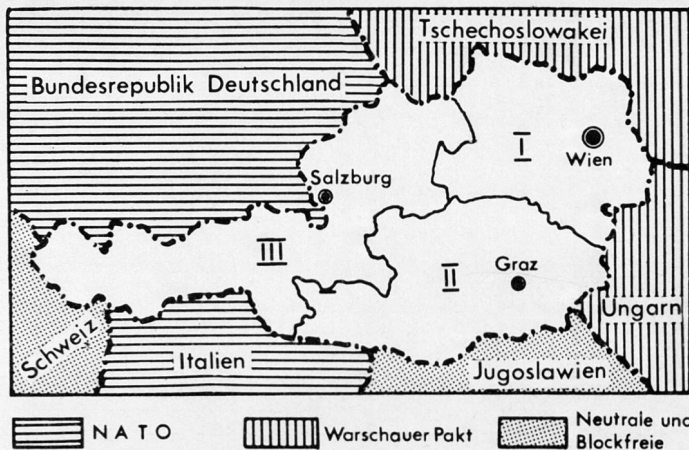 Tschechoslowakei
Bundesrepublik Deutschland
I
Wien
Salzburg
III
II
Graz
Ungarn
Schweiz
Italien
Jugoslawien
NATO
Warschauer Pakt
Neutrale und
Blockfreie